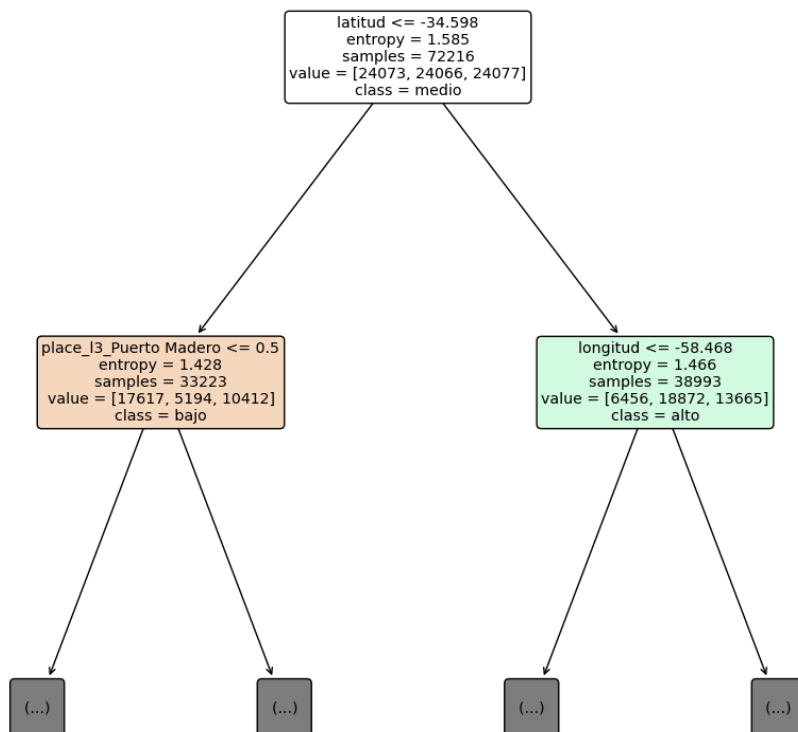 latitud <= -34.598
entropy = 1.585
samples = 72216
value = [24073, 24066, 24077]
class = medio
place_l3_Puerto Madero <= 0.5
entropy = 1.428
samples = 33223
value = [17617, 5194, 10412]
class = bajo
longitud <= -58.468
entropy = 1.466
samples = 38993
value = [6456, 18872, 13665]
class = alto
(...)
(...)
(...)
(...)